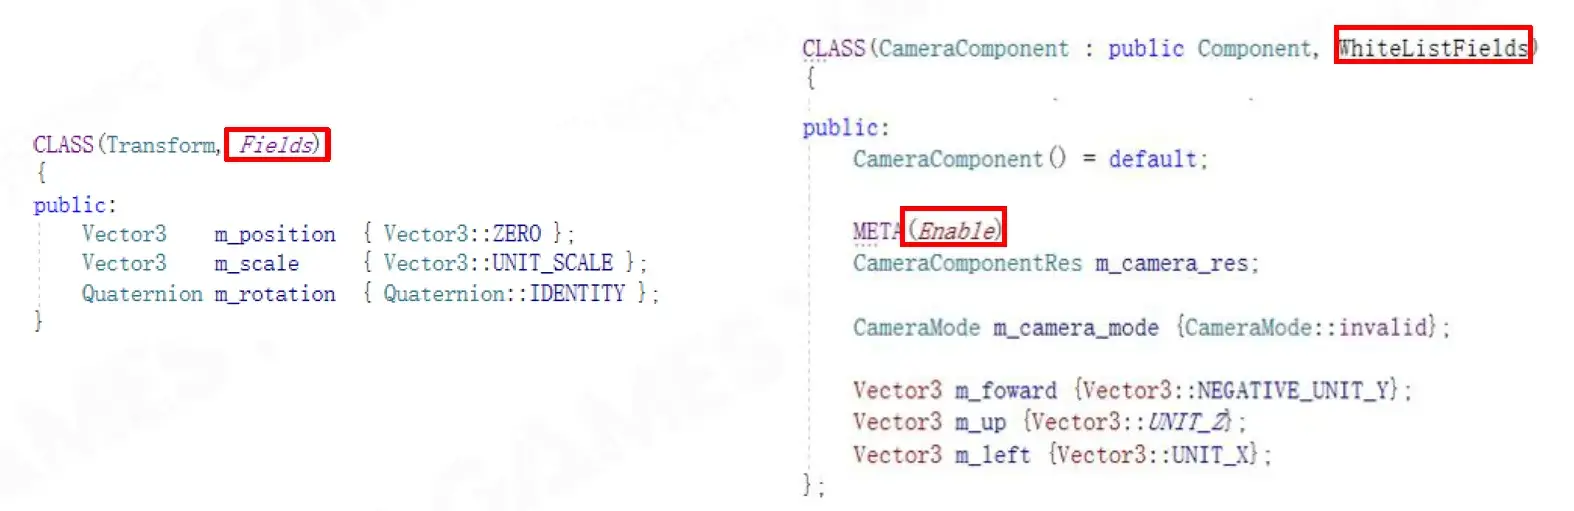 CLASS(Transform, Fields)
{
public:
Vector3 m_position { Vector3::ZERO };
Vector3 m_scale { Vector3::UNIT_SCALE };
Quaternion m_rotation { Quaternion::IDENTITY };
}
CLASS(CameraComponent : public Component, WhiteListFields)
{
public:
CameraComponent() = default;
META(Enable)
CameraComponentRes m_camera_res;
CameraMode m_camera_mode {CameraMode::invalid};
Vector3 m_foward {Vector3::NEGATIVE_UNIT_Y};
Vector3 m_up {Vector3::UNIT_Z};
Vector3 m_left {Vector3::UNIT_X};
};